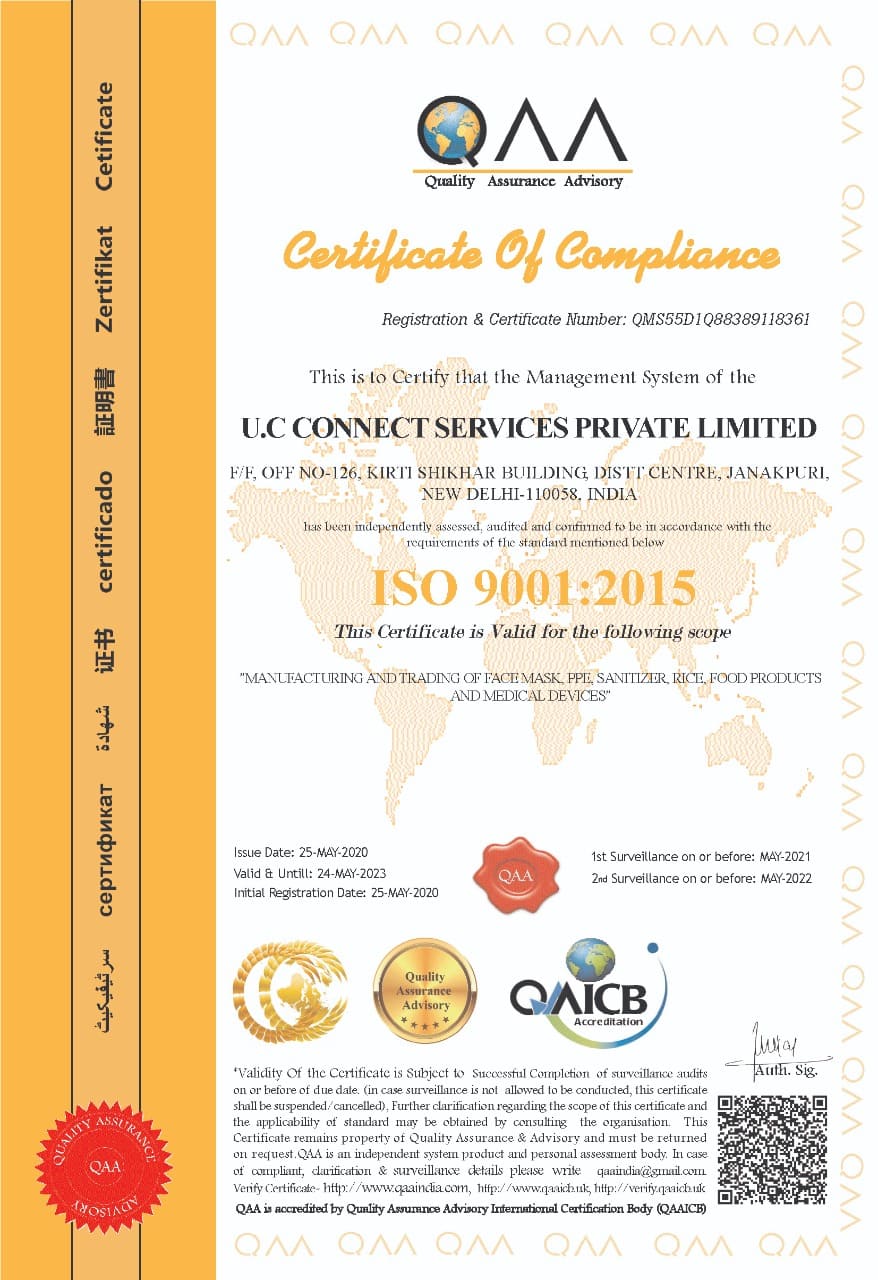 QAA QAA QAA QAA QAA QAA
QAA
Quality Assurance Advisory
Certificate Of Compliance
Registration & Certificate Number: QMS55D1Q88389118361
This is to Certify that the Management System of the
U.C CONNECT SERVICES PRIVATE LIMITED
F/F, OFF NO-126, KIRTI SHIKHAR BUILDING, DISTT CENTRE, JANAKPURI,
NEW DELHI-110058, INDIA
has been independently assessed, audited and confirmed to be in accordance with the
requirements of the standard mentioned below
ISO 9001:2015
This Certificate is Valid for the following scope
"MANUFACTURING AND TRADING OF FACE MASK, PPE, SANITIZER, RICE, FOOD PRODUCTS
AND MEDICAL DEVICES"
Issue Date: 25-MAY-2020
Valid & Untill: 24-MAY-2023
Initial Registration Date: 25-MAY-2020
QAA
1st Surveillance on or before: MAY-2021
2nd Surveillance on or before: MAY-2022
Quality
Assurance
Advisory
QAAICB
Accreditation
Auth. Sig.
*Validity Of the Certificate is Subject to Successful Completion of surveillance audits
on or before of due date. (in case surveillance is not allowed to be conducted, this certificate
shall be suspended/cancelled), Further clarification regarding the scope of this certificate and
the applicability of standard may be obtained by consulting the organisation. This
Certificate remains property of Quality Assurance & Advisory and must be returned
on request.QAA is an independent system product and personal assessment body. In case
of compliant, clarification & surveillance details please write qaaindia@gmail.com.
Verify Certificate- http://www.qaaindia.com, http://www.qaaicb.uk, http://verify.qaaicb.uk
QAA is accredited by Quality Assurance Advisory International Certification Body (QAAICB)
QAA QAA QAA QAA QAA QAA
QAA QAA QAA QAA QAA QAA QAA QAA QAA QAA
سرٹیفیکیٹ сертификат شهادة 证书 certificado 証明書 Zertifikat Cetificate
QUALITY ASSURANCE
QAA
ADVISORY